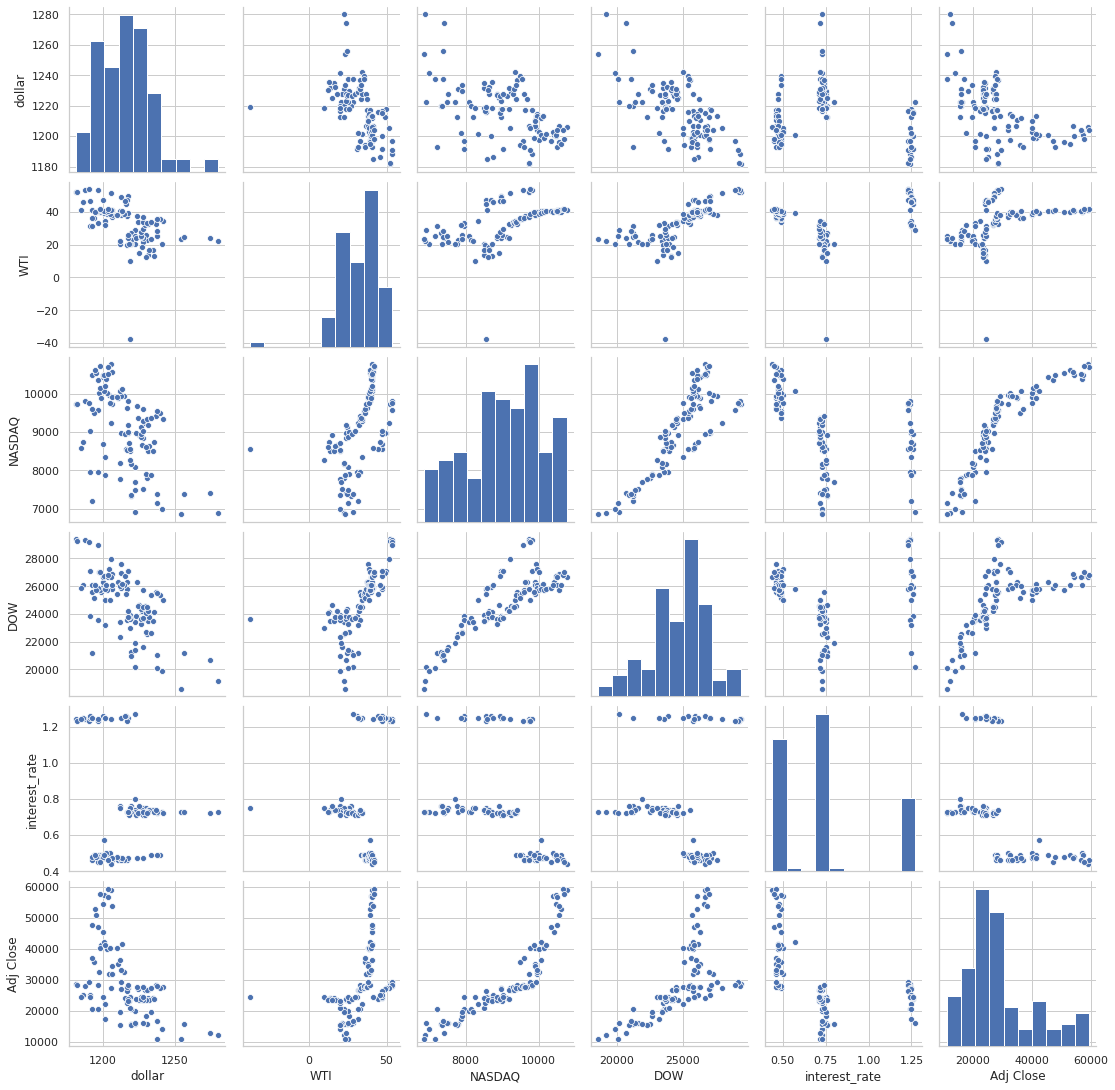 1280
1260
1240
1220
1200
1180
dollar
40
20
0
−20
−40
WTI
10000
9000
8000
7000
NASDAQ
28000
26000
24000
22000
20000
DOW
1.2
1.0
0.8
0.6
0.4
interest_rate
60000
50000
40000
30000
20000
10000
Adj Close
1200 1250
dollar
0 50
WTI
8000 10000
NASDAQ
20000 25000
DOW
0.50 0.75 1.00 1.25
interest_rate
20000 40000 60000
Adj Close